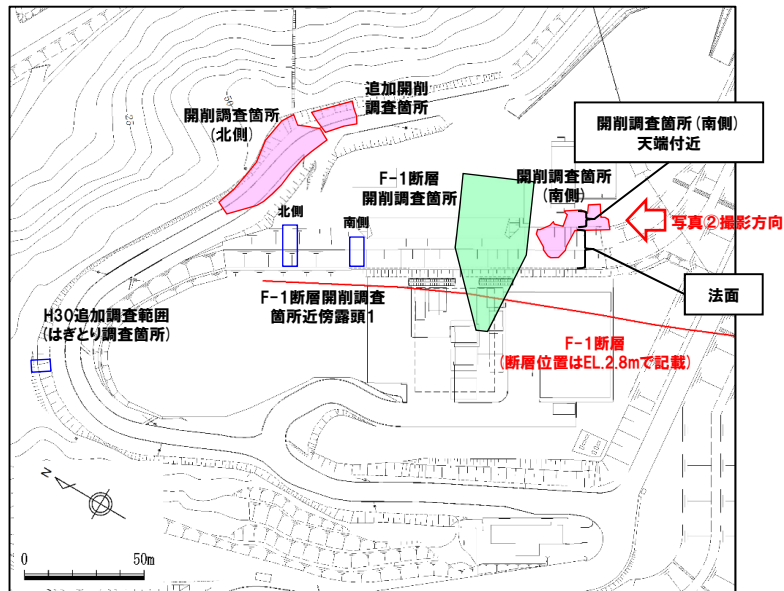 追加開削
調査箇所
開削調査箇所
(北側)
50
25
開削調査箇所(南側)
天端付近
F-1断層
開削調査箇所
開削調査箇所
(南側)
北側
南側
写真②撮影方向
法面
H30追加調査範囲
(はぎとり調査箇所)
F-1断層開削調査
箇所近傍露頭1
F-1断層
(断層位置はEL.2.8mで記載)
N
0
50m